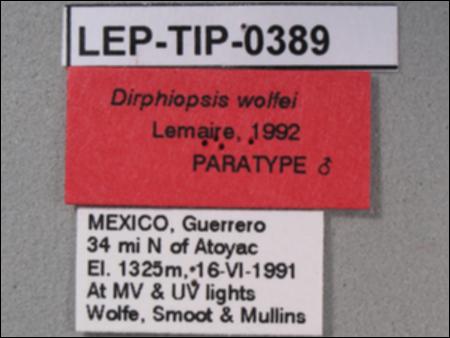 LEP-TIP-0389
Dirphiopsis wolfei
Lemaire, 1992
PARATYPE ♂
MEXICO, Guerrero
34 mi N of Atoyac
El. 1325m, 16-VI-1991
At MV & UV lights
Wolfe, Smoot & Mullins